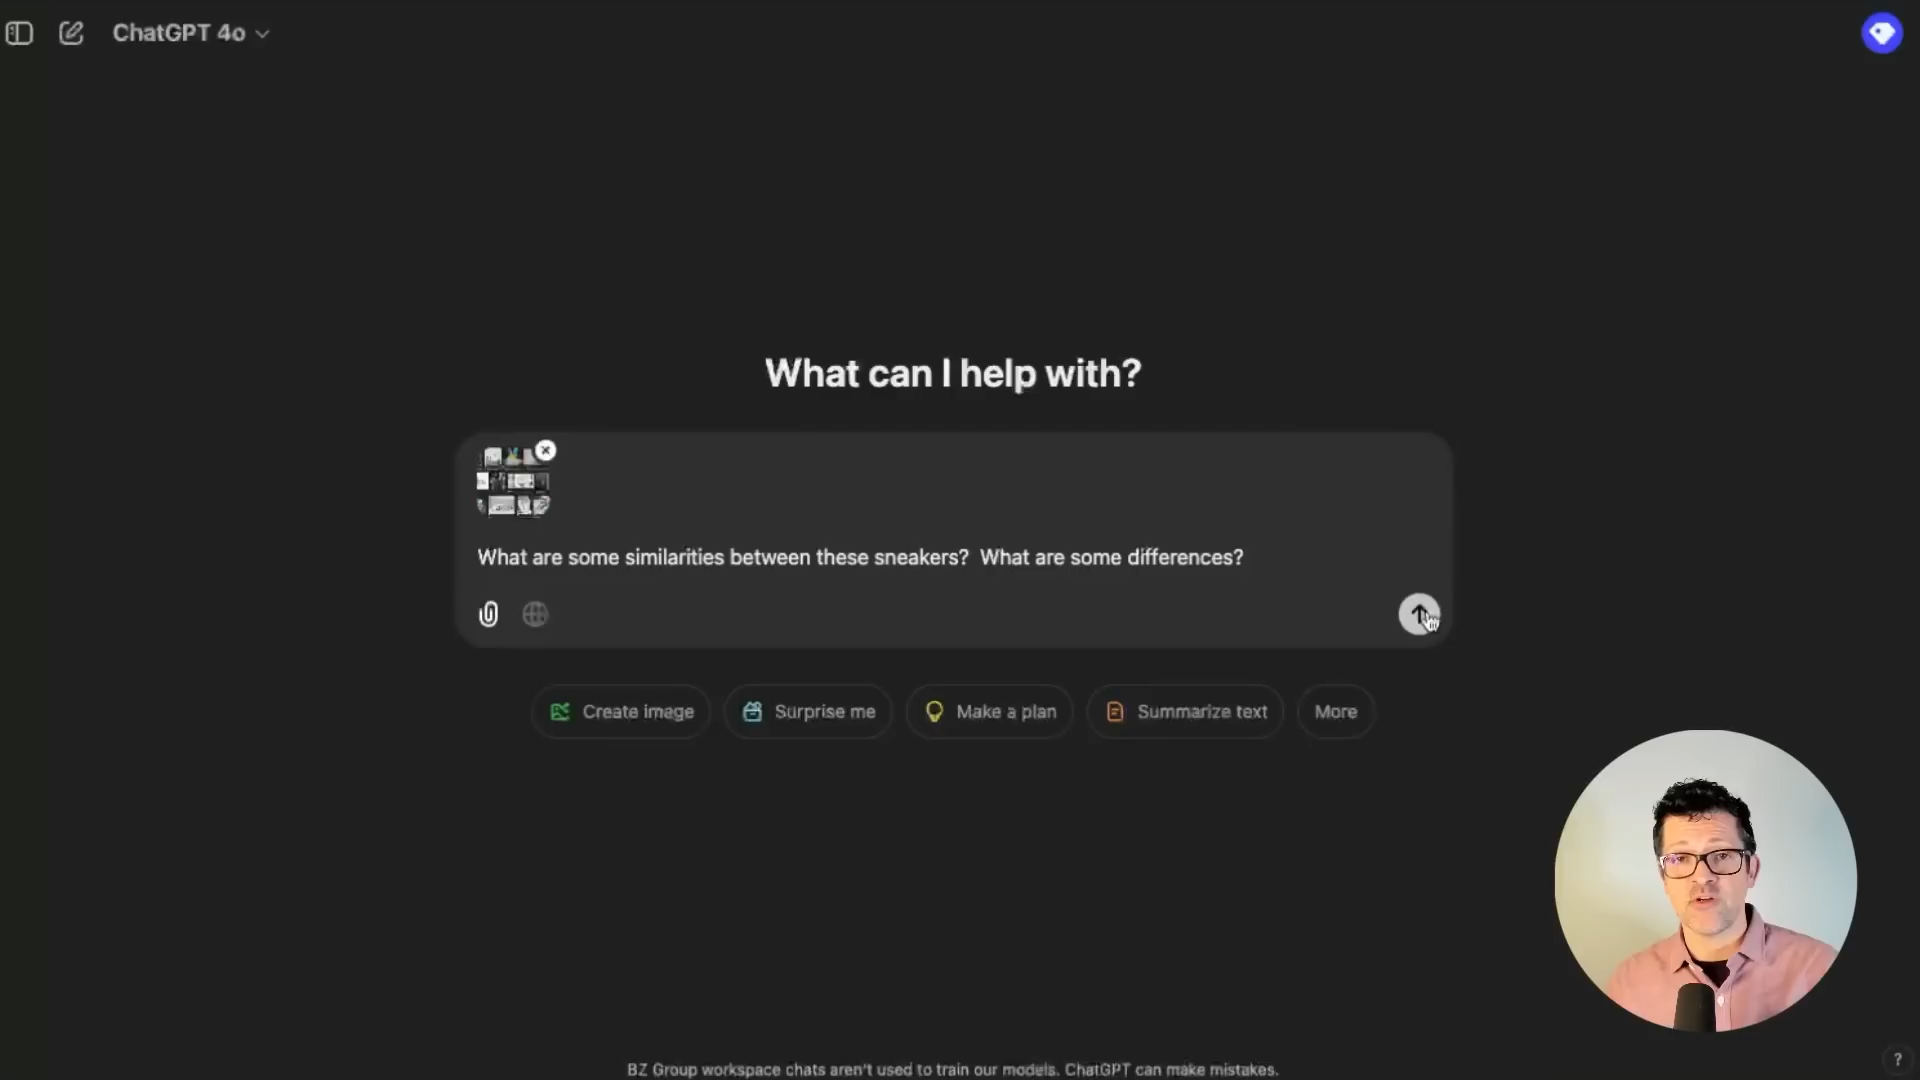 ChatGPT 4o
What can I help with?
What are some similarities between these sneakers?  What are some differences?
Create image
Surprise me
Make a plan
Summarize text
More
BZ Group workspace chats aren't used to train our models. ChatGPT can make mistakes.
?